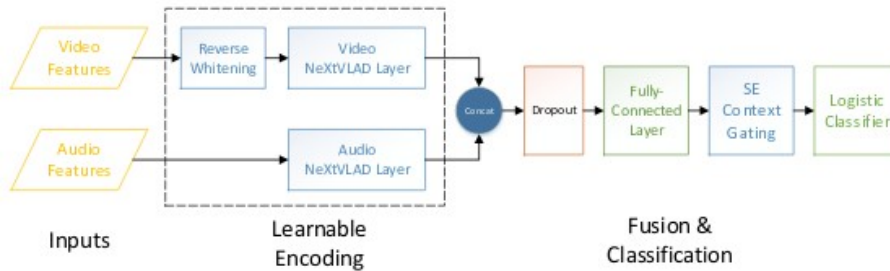 Video
Features
Reverse
Whitening
Video
NeXtVLAD Layer
Audio
Features
Audio
NeXtVLAD Layer
Concat
Dropout
Fully-
Connected
Layer
SE
Context
Gating
Logistic
Classifier
Inputs
Learnable
Encoding
Fusion &
Classification